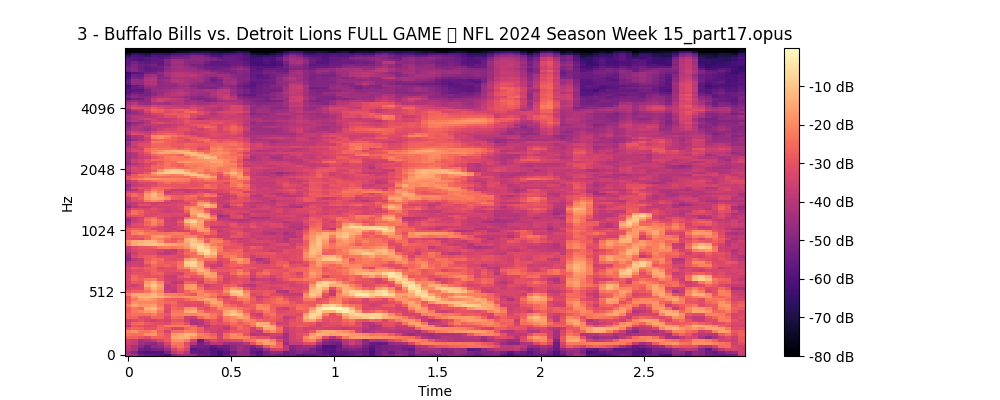 3 - Buffalo Bills vs. Detroit Lions FULL GAME  NFL 2024 Season Week 15_part17.opus
4096
2048
1024
512
0
Hz
0
0.5
1
1.5
2
2.5
Time
-10 dB
-20 dB
-30 dB
-40 dB
-50 dB
-60 dB
-70 dB
-80 dB